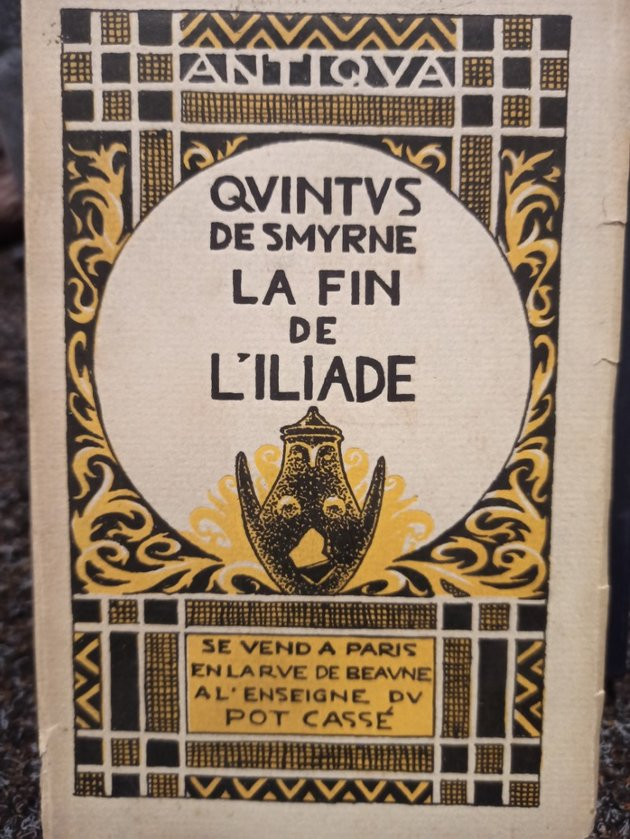 ANTIQVA
QVINTVS
DE SMYRNE
LA FIN
DE
L'ILIADE
SE VEND A PARIS
EN LA RVE DE BEAVNE
A L'ENSEIGNE DV
POT CASSÉ